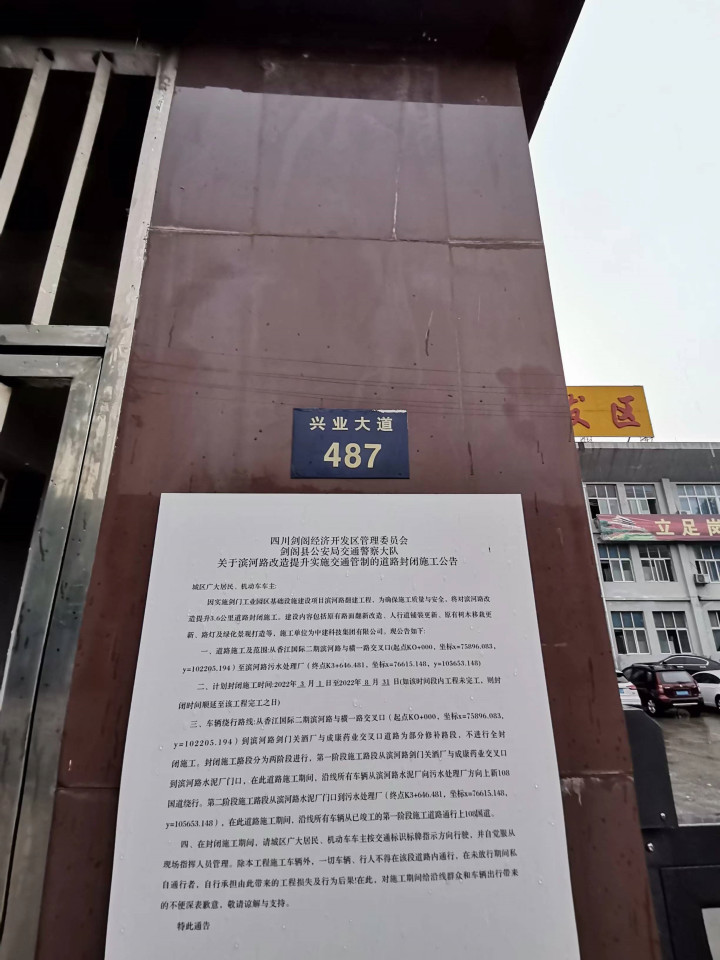 兴业大道
487
发区
立足岗
四川剑阁经济开发区管理委员会
剑阁县公安局交通警察大队
关于滨河路改造提升实施交通管制的道路封闭施工公告
城区广大居民、机动车车主:
因实施剑门工业园区基础设施建设项目滨河路翻建工程，为确保施工质量与安全，将对滨河路改
造提升3.6公里道路封闭施工。建设内容包括原有路面翻新改造、人行道铺装更新、原有树木移栽更
新、路灯及绿化景观打造等，施工单位为中建科技集团有限公司。现公告如下:
一、道路施工及范围:从香江国际二期滨河路与横一路交叉口(起点KO+000，坐标x=75896.083,
y=102205.194）至滨河路污水处理厂（终点K3+646.481，坐标x=76615.148，y=105653.148）
二、计划封闭施工时间:2022年 月 1 日至2022年 8 月 31 日(如该时间段内工程未完工，则封
闭时间顺延至该工程完工之日)
三、车辆绕行路线:从香江国际二期滨河路与横一路交叉口（起点KO+000，坐标x=75896.083,
y=102205.194）到滨河路剑门关酒厂与成康药业交叉口道路为部分修补路段，不进行全封
闭施工。封闭施工路段分为两阶段进行，第一阶段施工路段从滨河路剑门关酒厂与成康药业交叉口
到滨河路水泥厂门口，在此道路施工期间，沿线所有车辆从滨河路水泥厂向污水处理厂方向上新108
国道绕行。第二阶段施工路段从滨河路水泥厂门口到污水处理厂（终点K3+646.481，坐标x=76615.148,
y=105653.148），在此道路施工期间，沿线所有车辆从已竣工的第一阶段施工道路通行上108国道。
四、在封闭施工期间，请城区广大居民、机动车车主按交通标识标牌指示方向行驶，并自觉服从
现场指挥人员管理。除本工程施工车辆外，一切车辆、行人不得在该段道路内通行，在未放行期间私
自通行者，自行承担由此带来的工程损失及行为后果!在此，对施工期间给沿线群众和车辆出行带来
的不便深表歉意，敬请谅解与支持。
特此通告